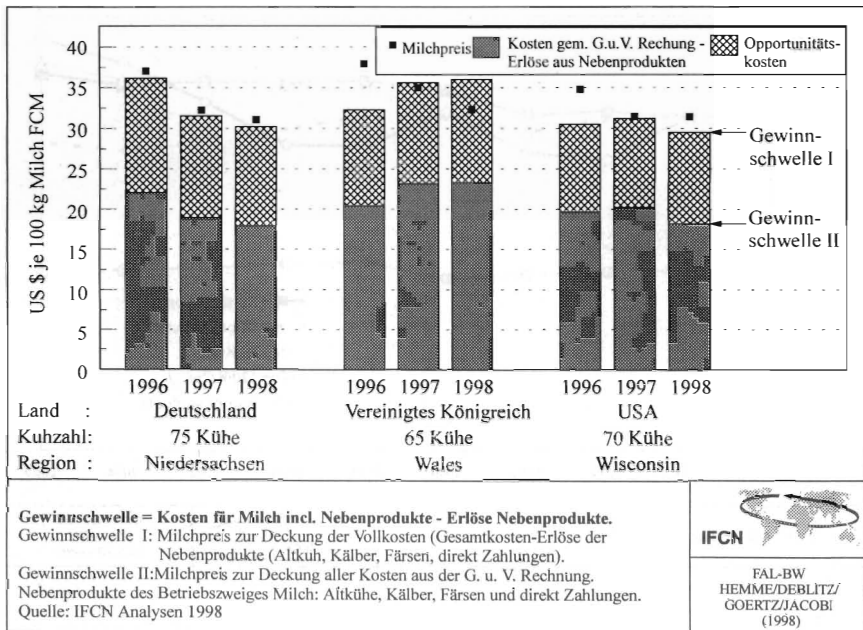 US $ je 100 kg Milch FCM
40
35
30
25
20
15
10
5
0
Milchpreis
Kosten gem. G.u.V. Rechung -
Erlöse aus Nebenprodukten
Opportunitäts-
kosten
Gewinn-
schwelle I
Gewinn-
schwelle II
1996 1997 1998 1996 1997 1998 1996 1997 1998
Land : Deutschland Vereinigtes Königreich USA
Kuhzahl: 75 Kühe 65 Kühe 70 Kühe
Region : Niedersachsen Wales Wisconsin
Gewinnschwelle = Kosten für Milch incl. Nebenprodukte - Erlöse Nebenprodukte.
Gewinnschwelle I: Milchpreis zur Deckung der Vollkosten (Gesamtkosten-Erlöse der
Nebenprodukte (Altkuh, Kälber, Färsen, direkt Zahlungen).
Gewinnschwelle II:Milchpreis zur Deckung aller Kosten aus der G. u. V. Rechnung.
Nebenprodukte des Betriebszweiges Milch: Altkühe, Kälber, Färsen und direkt Zahlungen.
Quelle: IFCN Analysen 1998
IFCN
FAL-BW
HEMME/DEBLITZ/
GOERTZ/JACOBI
(1998)